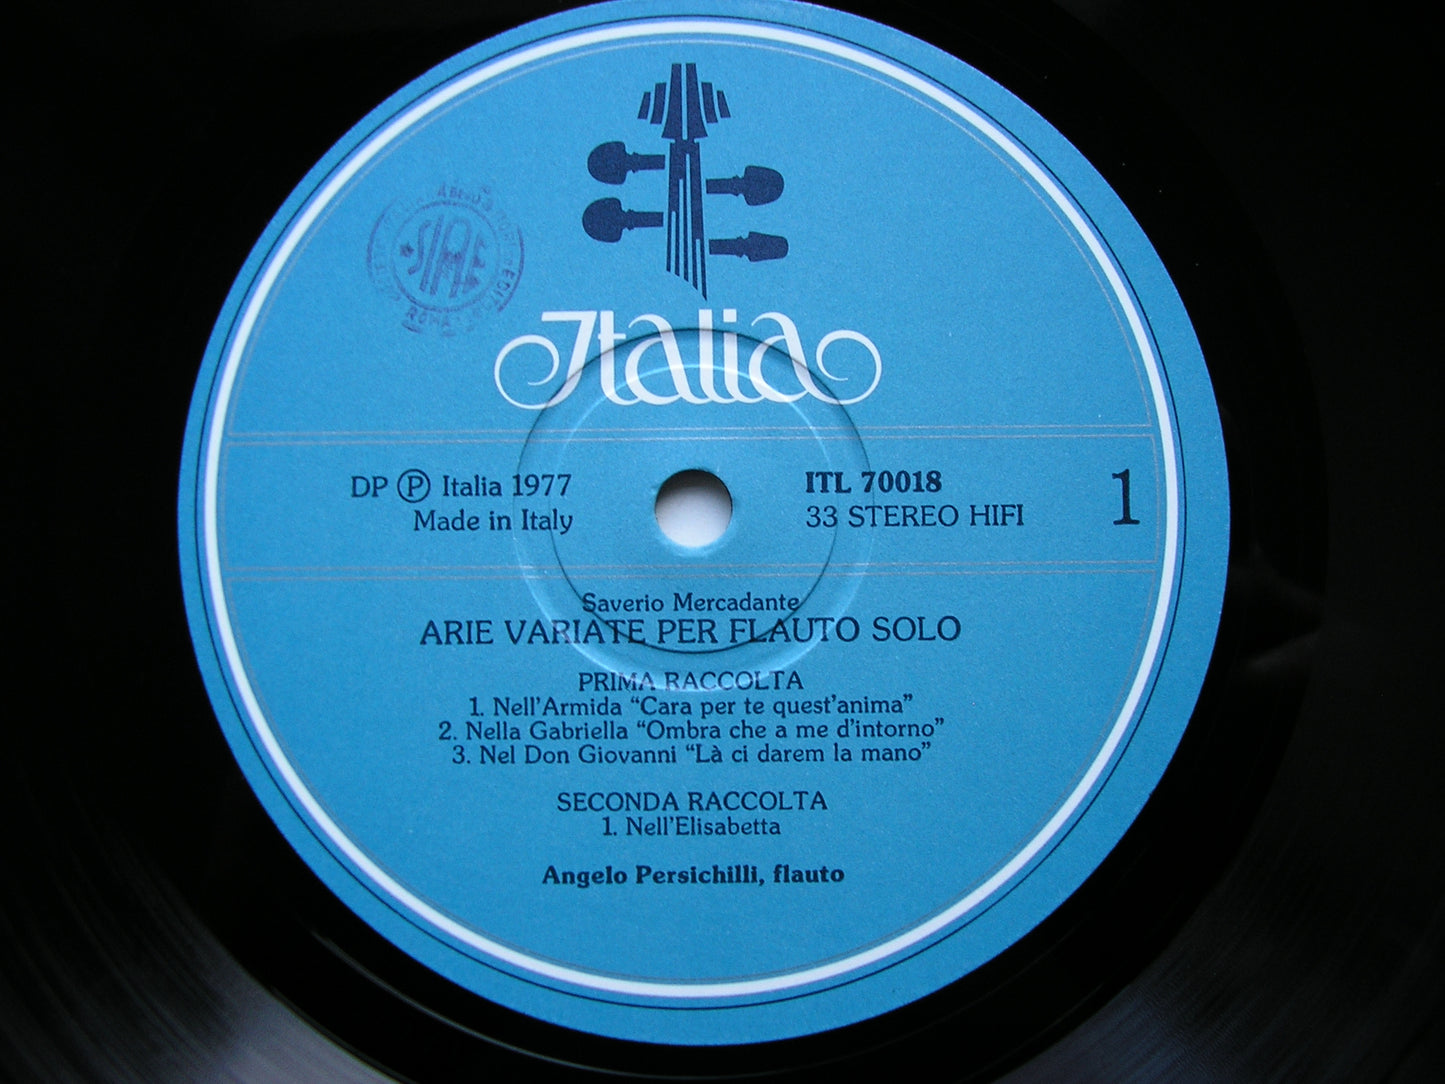 SIAE
ROMA
Italia
DP Ⓟ Italia 1977
Made in Italy
ITL 70018
33 STEREO HIFI
1
Saverio Mercadante
ARIE VARIATE PER FLAUTO SOLO
PRIMA RACCOLTA
1. Nell'Armida "Cara per te quest'anima"
2. Nella Gabriella "Ombra che a me d'intorno"
3. Nel Don Giovanni "Là ci darem la mano"
SECONDA RACCOLTA
1. Nell'Elisabetta
Angelo Persichilli, flauto